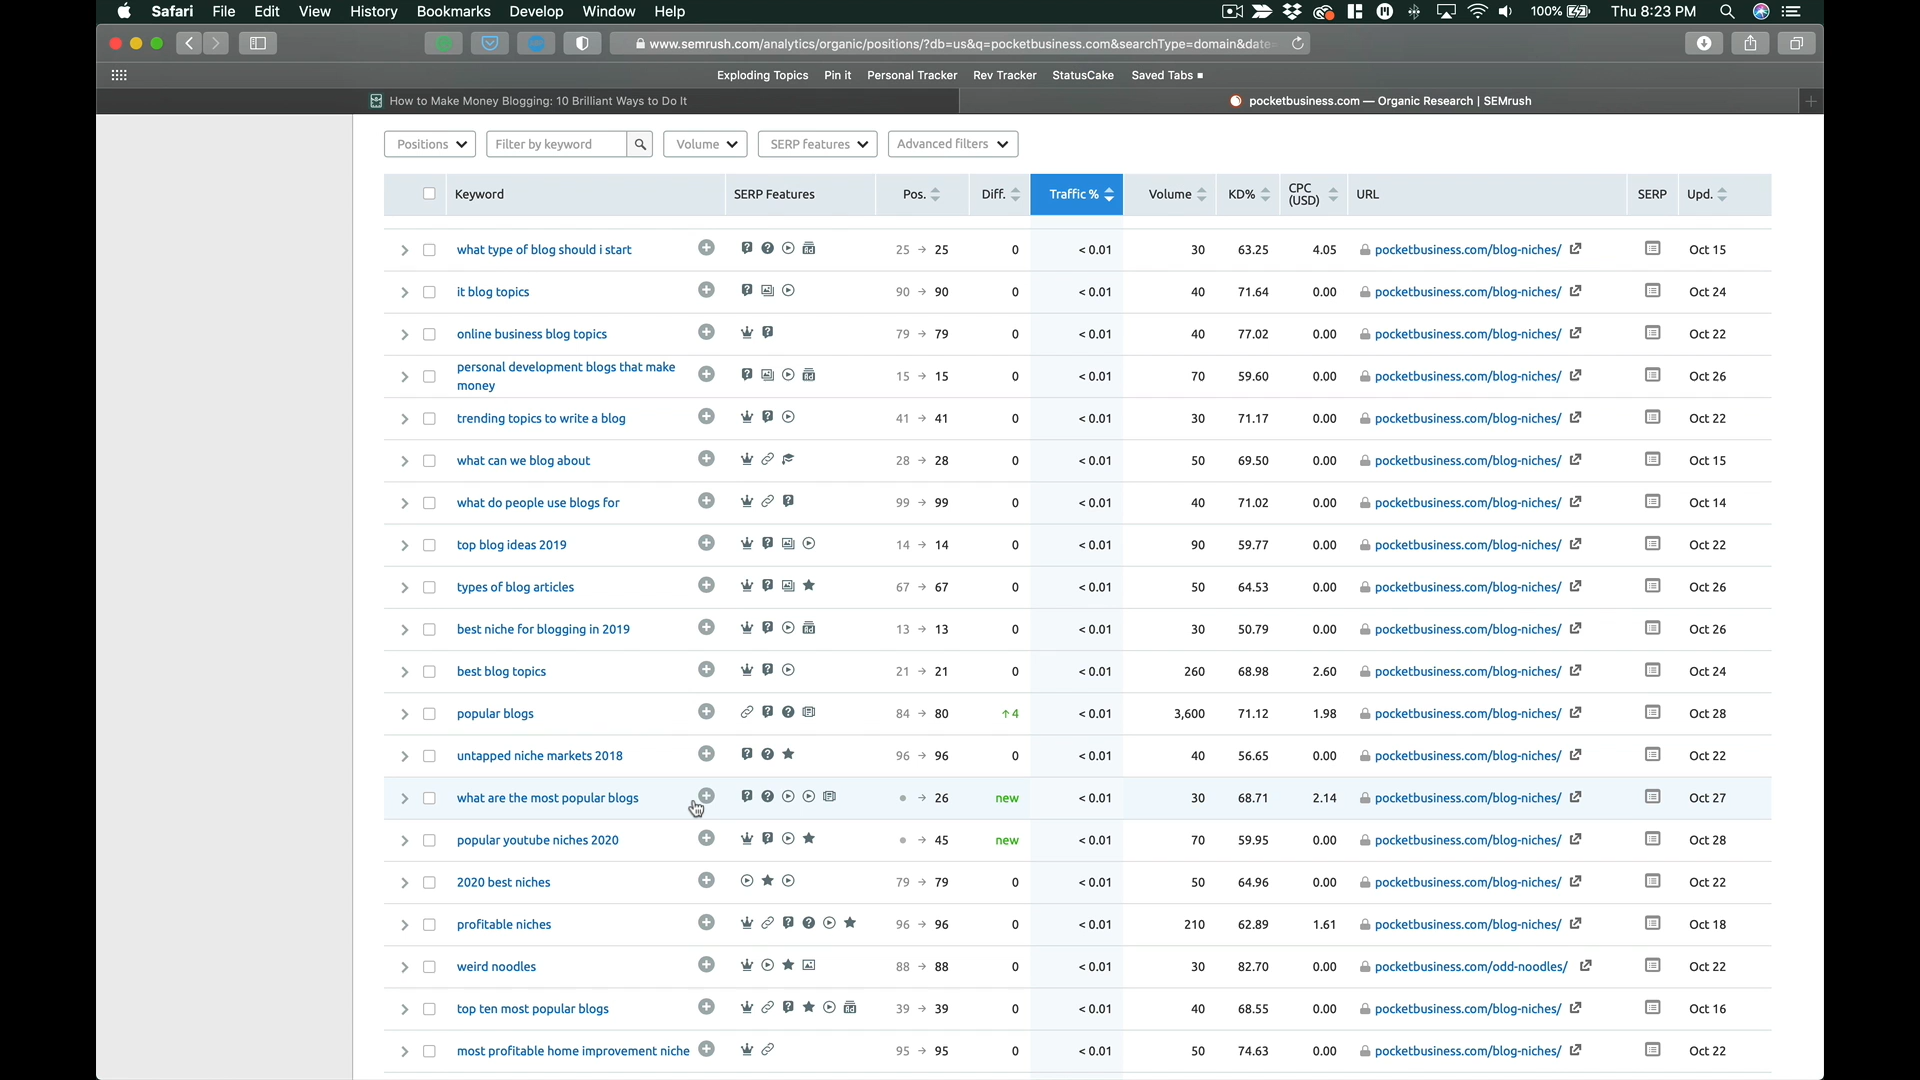 Safari File Edit View History Bookmarks Develop Window Help 100% Thu 8:23 PM
www.semrush.com/analytics/organic/positions/?db=us&q=pocketbusiness.com&searchType=domain&date=
Exploding Topics Pin it Personal Tracker Rev Tracker StatusCake Saved Tabs
How to Make Money Blogging: 10 Brilliant Ways to Do It pocketbusiness.com — Organic Research | SEMrush
Positions Filter by keyword Volume SERP features Advanced filters
Keyword SERP Features Pos. Diff. Traffic % Volume KD% CPC (USD) URL SERP Upd.
what type of blog should i start 25 → 25 0 < 0.01 30 63.25 4.05 pocketbusiness.com/blog-niches/ Oct 15
it blog topics 90 → 90 0 < 0.01 40 71.64 0.00 pocketbusiness.com/blog-niches/ Oct 24
online business blog topics 79 → 79 0 < 0.01 40 77.02 0.00 pocketbusiness.com/blog-niches/ Oct 22
personal development blogs that make
money 15 → 15 0 < 0.01 70 59.60 0.00 pocketbusiness.com/blog-niches/ Oct 26
trending topics to write a blog 41 → 41 0 < 0.01 30 71.17 0.00 pocketbusiness.com/blog-niches/ Oct 22
what can we blog about 28 → 28 0 < 0.01 50 69.50 0.00 pocketbusiness.com/blog-niches/ Oct 15
what do people use blogs for 99 → 99 0 < 0.01 40 71.02 0.00 pocketbusiness.com/blog-niches/ Oct 14
top blog ideas 2019 14 → 14 0 < 0.01 90 59.77 0.00 pocketbusiness.com/blog-niches/ Oct 22
types of blog articles 67 → 67 0 < 0.01 50 64.53 0.00 pocketbusiness.com/blog-niches/ Oct 26
best niche for blogging in 2019 13 → 13 0 < 0.01 30 50.79 0.00 pocketbusiness.com/blog-niches/ Oct 26
best blog topics 21 → 21 0 < 0.01 260 68.98 2.60 pocketbusiness.com/blog-niches/ Oct 24
popular blogs 84 → 80 ↑4 < 0.01 3,600 71.12 1.98 pocketbusiness.com/blog-niches/ Oct 28
untapped niche markets 2018 96 → 96 0 < 0.01 40 56.65 0.00 pocketbusiness.com/blog-niches/ Oct 22
what are the most popular blogs • → 26 new < 0.01 30 68.71 2.14 pocketbusiness.com/blog-niches/ Oct 27
popular youtube niches 2020 • → 45 new < 0.01 70 59.95 0.00 pocketbusiness.com/blog-niches/ Oct 28
2020 best niches 79 → 79 0 < 0.01 50 64.96 0.00 pocketbusiness.com/blog-niches/ Oct 22
profitable niches 96 → 96 0 < 0.01 210 62.89 1.61 pocketbusiness.com/blog-niches/ Oct 18
weird noodles 88 → 88 0 < 0.01 30 82.70 0.00 pocketbusiness.com/odd-noodles/ Oct 22
top ten most popular blogs 39 → 39 0 < 0.01 40 68.55 0.00 pocketbusiness.com/blog-niches/ Oct 16
most profitable home improvement niche 95 → 95 0 < 0.01 50 74.63 0.00 pocketbusiness.com/blog-niches/ Oct 22